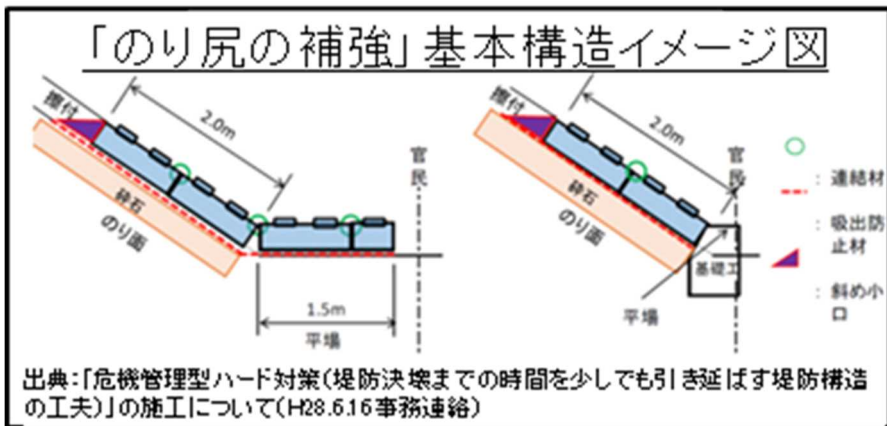 「のり尻の補強」基本構造イメージ図
擦付
2.0m
砕石
のり面
1.5m
平場
官民
擦付
2.0m
砕石
のり面
基礎工
平場
官民
：連結材
：吸出防止材
：斜め小口
出典:「危機管理型ハード対策(堤防決壊までの時間を少しでも引き延ばす堤防構造
の工夫)」の施工について(H28.6.16事務連絡)